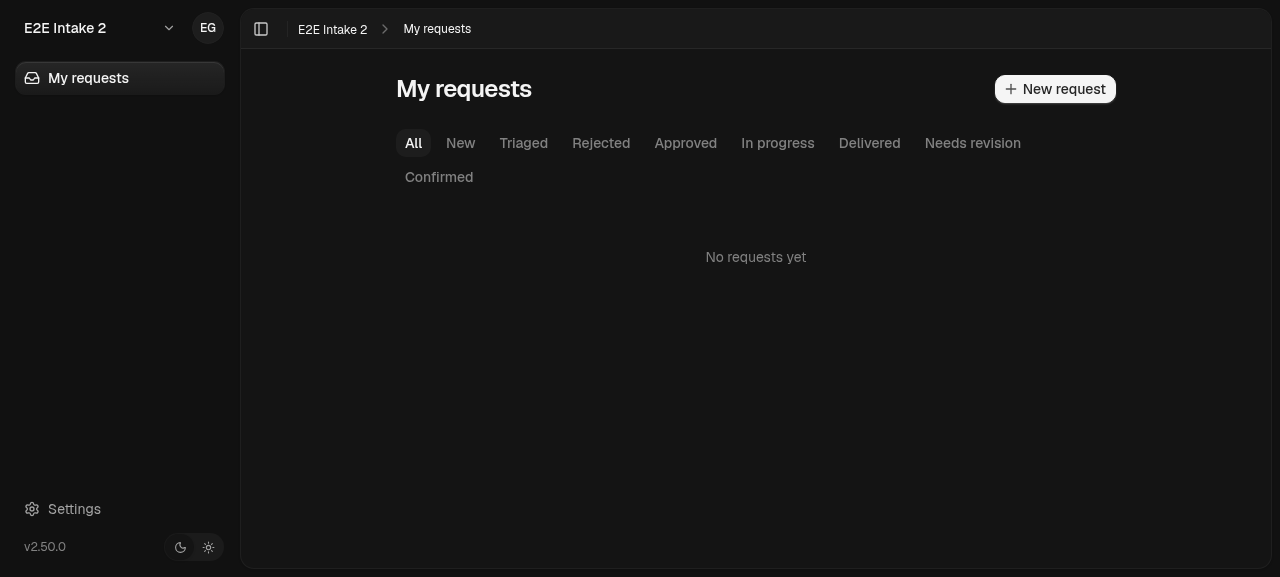 E2E Intake 2
EG
My requests
Settings
v2.50.0
E2E Intake 2 My requests
My requests
New request
All New Triaged Rejected Approved In progress Delivered Needs revision
Confirmed
No requests yet